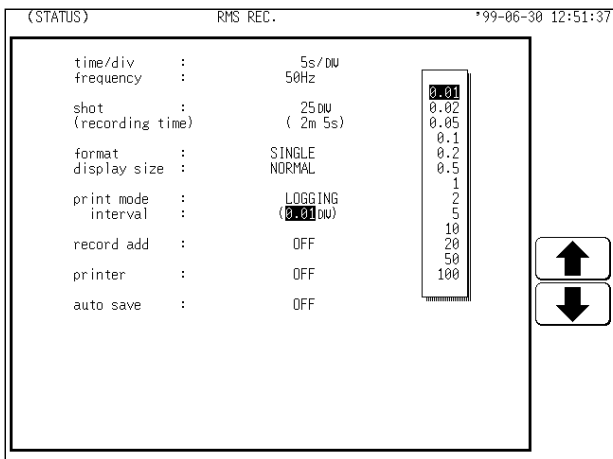 (STATUS) RMS REC. '99-06-30 12:51:37
time/div : 5s/DIV
frequency : 50Hz
shot : 25DIV
(recording time) ( 2m 5s)
format : SINGLE
display size : NORMAL
print mode : LOGGING
interval : (0.01DIV)
record add : OFF
printer : OFF
auto save : OFF
0.01
0.02
0.05
0.1
0.2
0.5
1
2
5
10
20
50
100